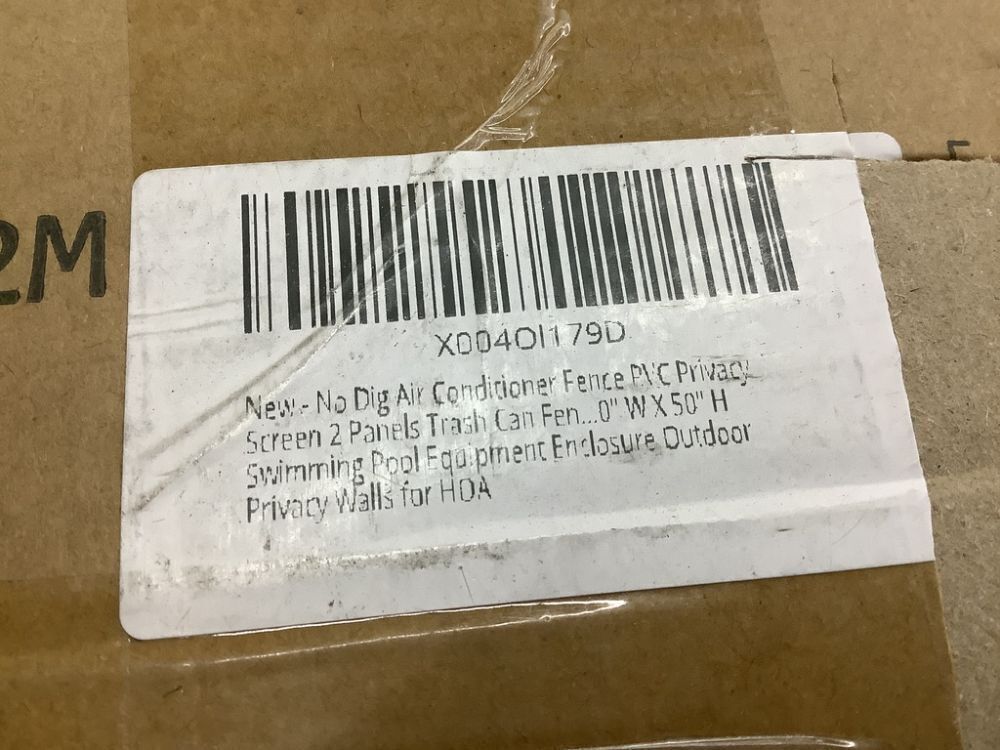 2M
X004OI179D
New - No Dig Air Conditioner Fence PVC Privacy
Screen 2 Panels Trash Can Fen...0" W X 50" H
Swimming Pool Equipment Enclosure Outdoor
Privacy Walls for HOA